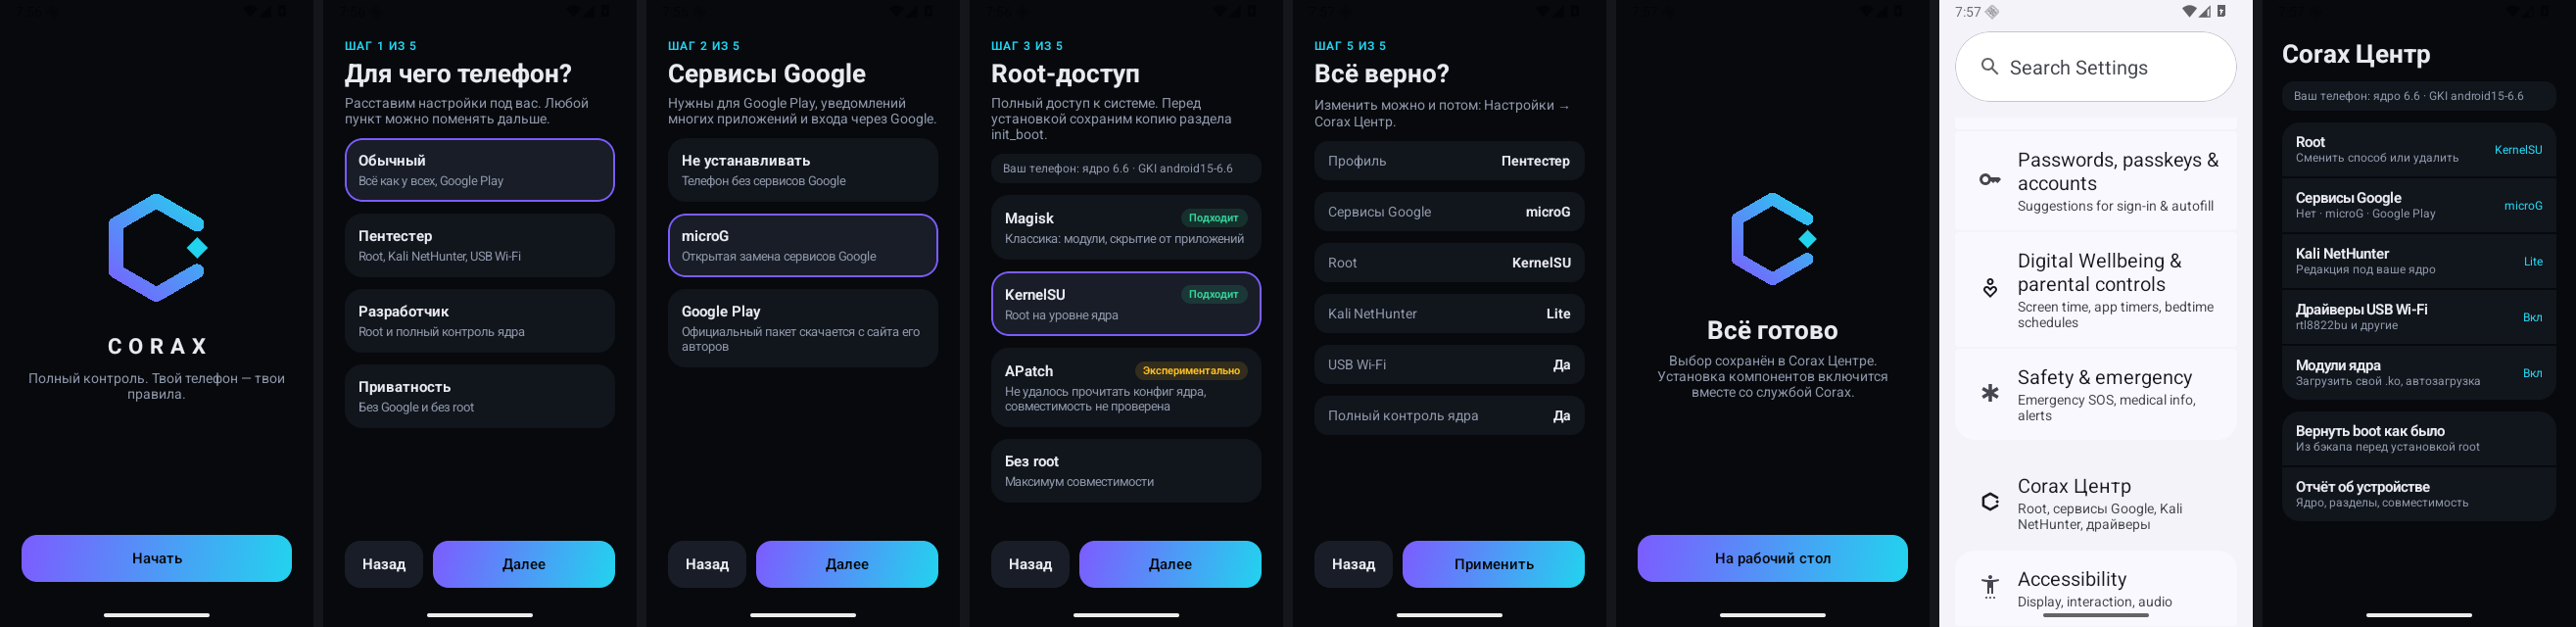 CORAX
Полный контроль. Твой телефон — твои
правила.
Начать
ШАГ 1 ИЗ 5
Для чего телефон?
Расставим настройки под вас. Любой
пункт можно поменять дальше.
Обычный
Всё как у всех, Google Play
Пентестер
Root, Kali NetHunter, USB Wi-Fi
Разработчик
Root и полный контроль ядра
Приватность
Без Google и без root
Назад
Далее
ШАГ 2 ИЗ 5
Сервисы Google
Нужны для Google Play, уведомлений
многих приложений и входа через Google.
Не устанавливать
Телефон без сервисов Google
microG
Открытая замена сервисов Google
Google Play
Официальный пакет скачается с сайта его
авторов
Назад
Далее
ШАГ 3 ИЗ 5
Root-доступ
Полный доступ к системе. Перед
установкой сохраним копию раздела
init_boot.
Ваш телефон: ядро 6.6 · GKI android15-6.6
Magisk
Подходит
Классика: модули, скрытие от приложений
KernelSU
Подходит
Root на уровне ядра
APatch
Экспериментально
Не удалось прочитать конфиг ядра,
совместимость не проверена
Без root
Максимум совместимости
Назад
Далее
ШАГ 5 ИЗ 5
Всё верно?
Изменить можно и потом: Настройки →
Corax Центр.
Профиль
Пентестер
Сервисы Google
microG
Root
KernelSU
Kali NetHunter
Lite
USB Wi-Fi
Да
Полный контроль ядра
Да
Назад
Применить
Всё готово
Выбор сохранён в Corax Центре.
Установка компонентов включится
вместе со службой Corax.
На рабочий стол
7:57
Search Settings
Passwords, passkeys &
accounts
Suggestions for sign-in & autofill
Digital Wellbeing &
parental controls
Screen time, app timers, bedtime
schedules
Safety & emergency
Emergency SOS, medical info,
alerts
Corax Центр
Root, сервисы Google, Kali
NetHunter, драйверы
Accessibility
Display, interaction, audio
Corax Центр
Ваш телефон: ядро 6.6 · GKI android15-6.6
Root
Сменить способ или удалить
KernelSU
Сервисы Google
Нет · microG · Google Play
microG
Kali NetHunter
Редакция под ваше ядро
Lite
Драйверы USB Wi-Fi
rtl8822bu и другие
Вкл
Модули ядра
Загрузить свой .ko, автозагрузка
Вкл
Вернуть boot как было
Из бэкапа перед установкой root
Отчёт об устройстве
Ядро, разделы, совместимость